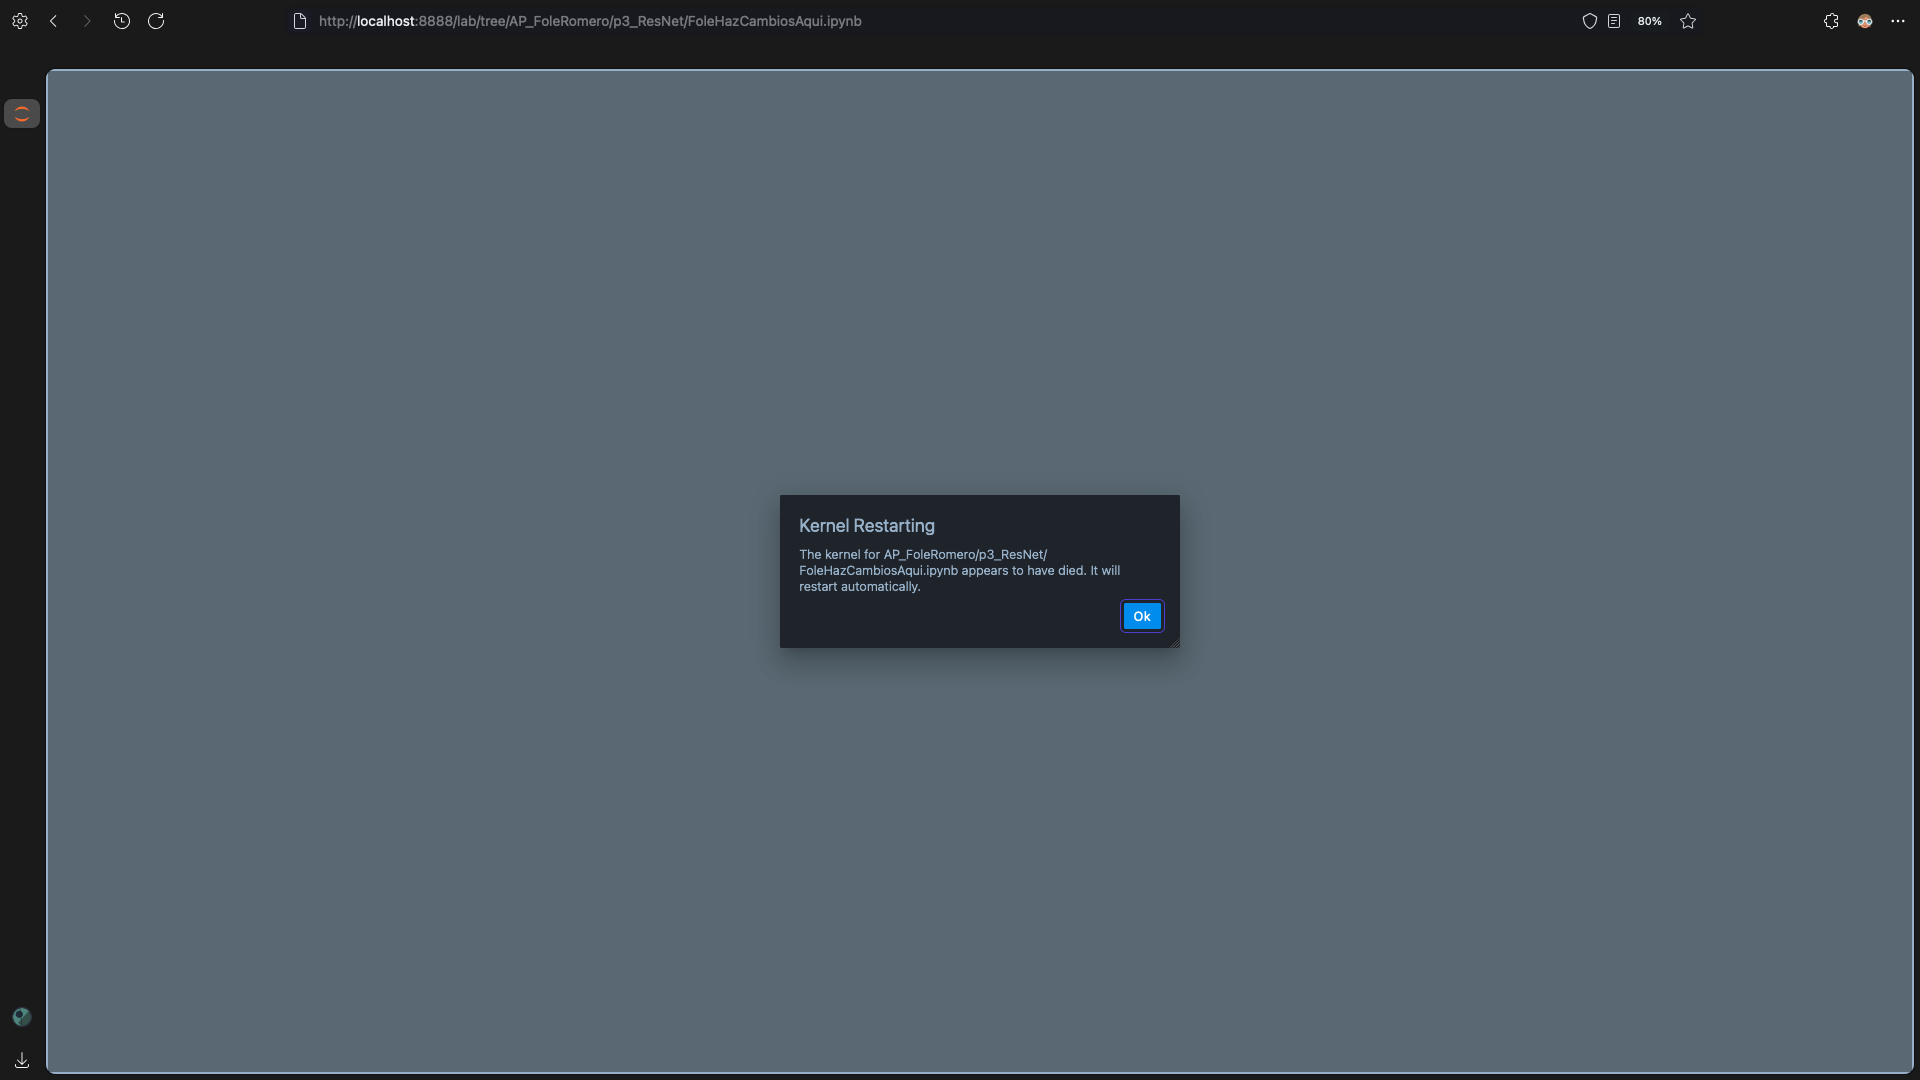 http://localhost:8888/lab/tree/AP_FoleRomero/p3_ResNet/FoleHazCambiosAqui.ipynb
80%
Kernel Restarting
The kernel for AP_FoleRomero/p3_ResNet/
FoleHazCambiosAqui.ipynb appears to have died. It will
restart automatically.
Ok